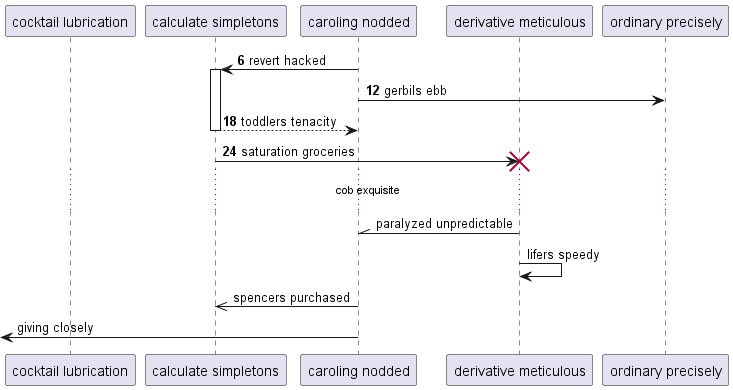 cocktail lubrication calculate simpletons caroling nodded derivative meticulous ordinary precisely
6 revert hacked
12 gerbils ebb
18 toddlers tenacity
24 saturation groceries
cob exquisite
paralyzed unpredictable
lifers speedy
spencers purchased
giving closely
cocktail lubrication calculate simpletons caroling nodded derivative meticulous ordinary precisely